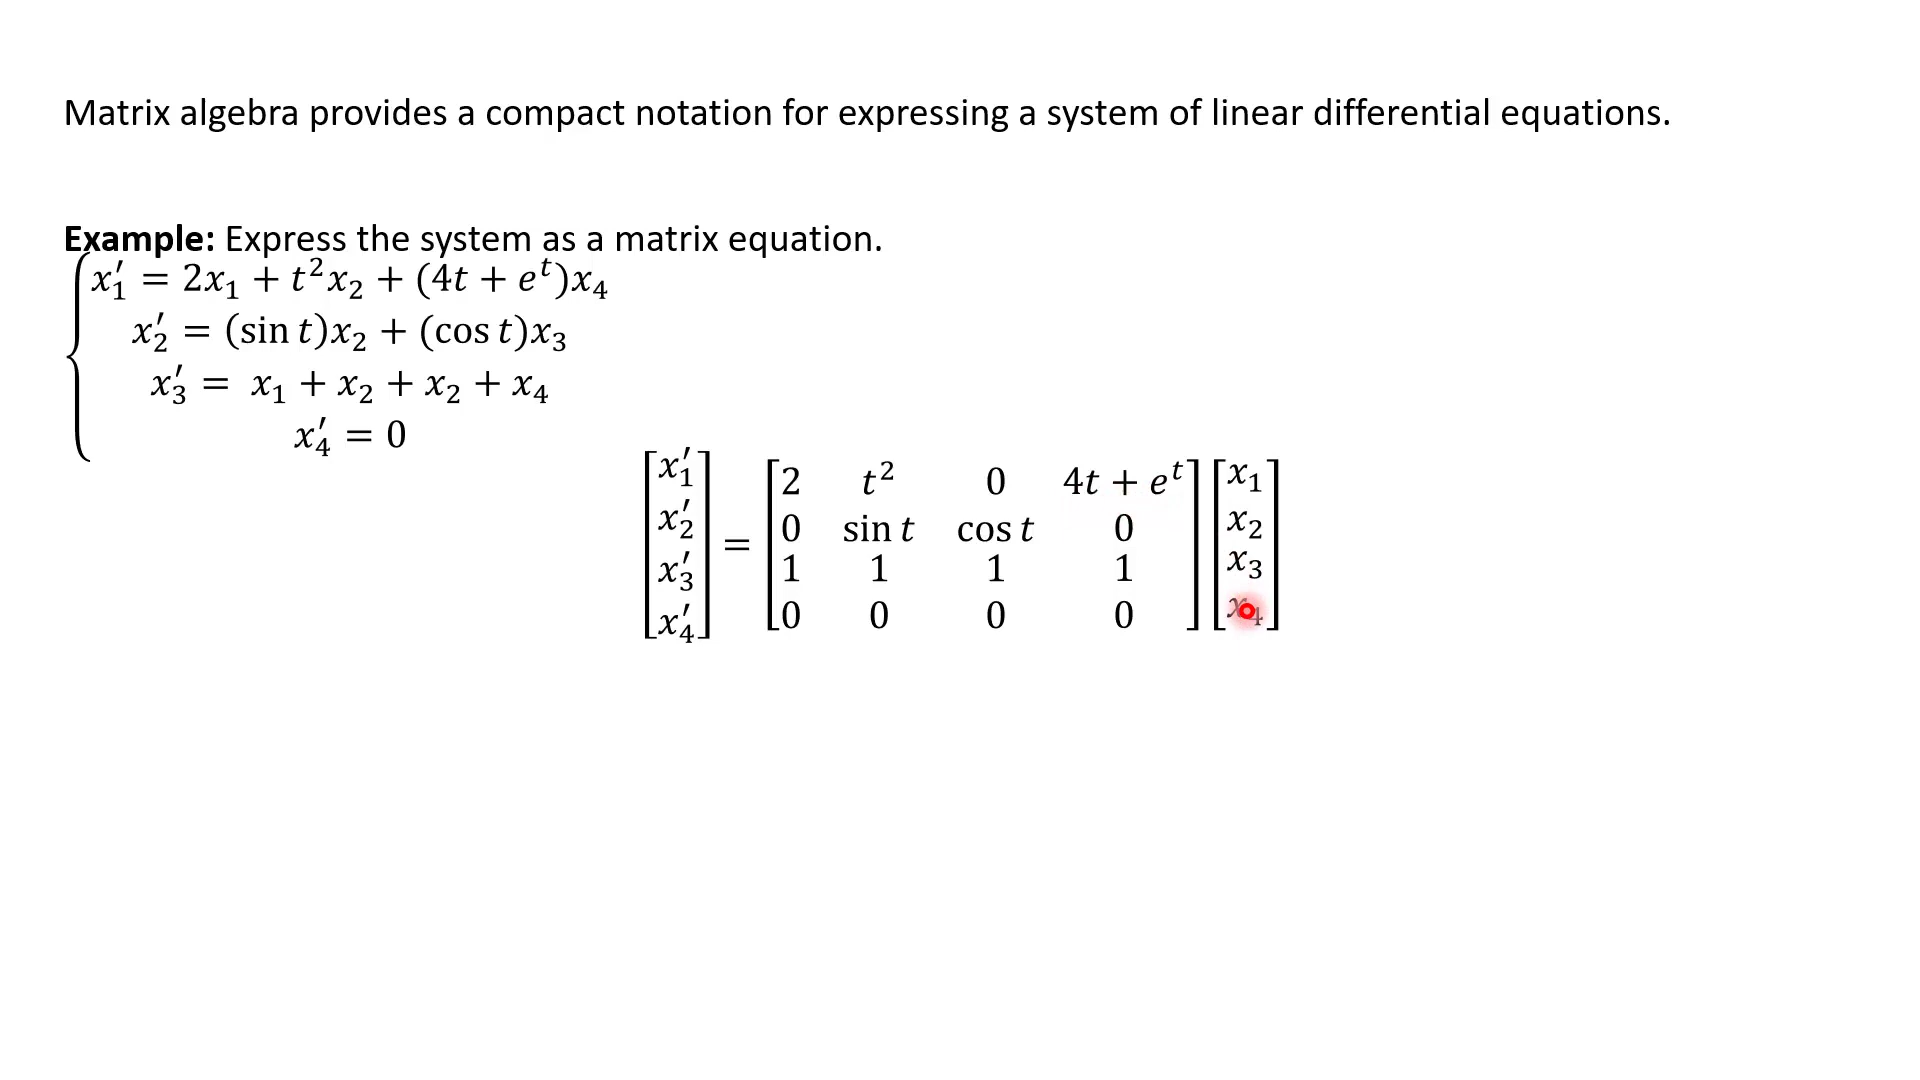 Matrix algebra provides a compact notation for expressing a system of linear differential equations.
Example: Express the system as a matrix equation.
x₁′ = 2x₁ + t²x₂ + (4t + eᵗ)x₄
x₂′ = (sin t)x₂ + (cos t)x₃
x₃′ = x₁ + x₂ + x₂ + x₄
x₄′ = 0
[x₁′] [2 t² 0 4t + eᵗ] [x₁]
[x₂′] = [0 sin t cos t 0] [x₂]
[x₃′] [1 1 1 1] [x₃]
[x₄′] [0 0 0 0] [x₄]